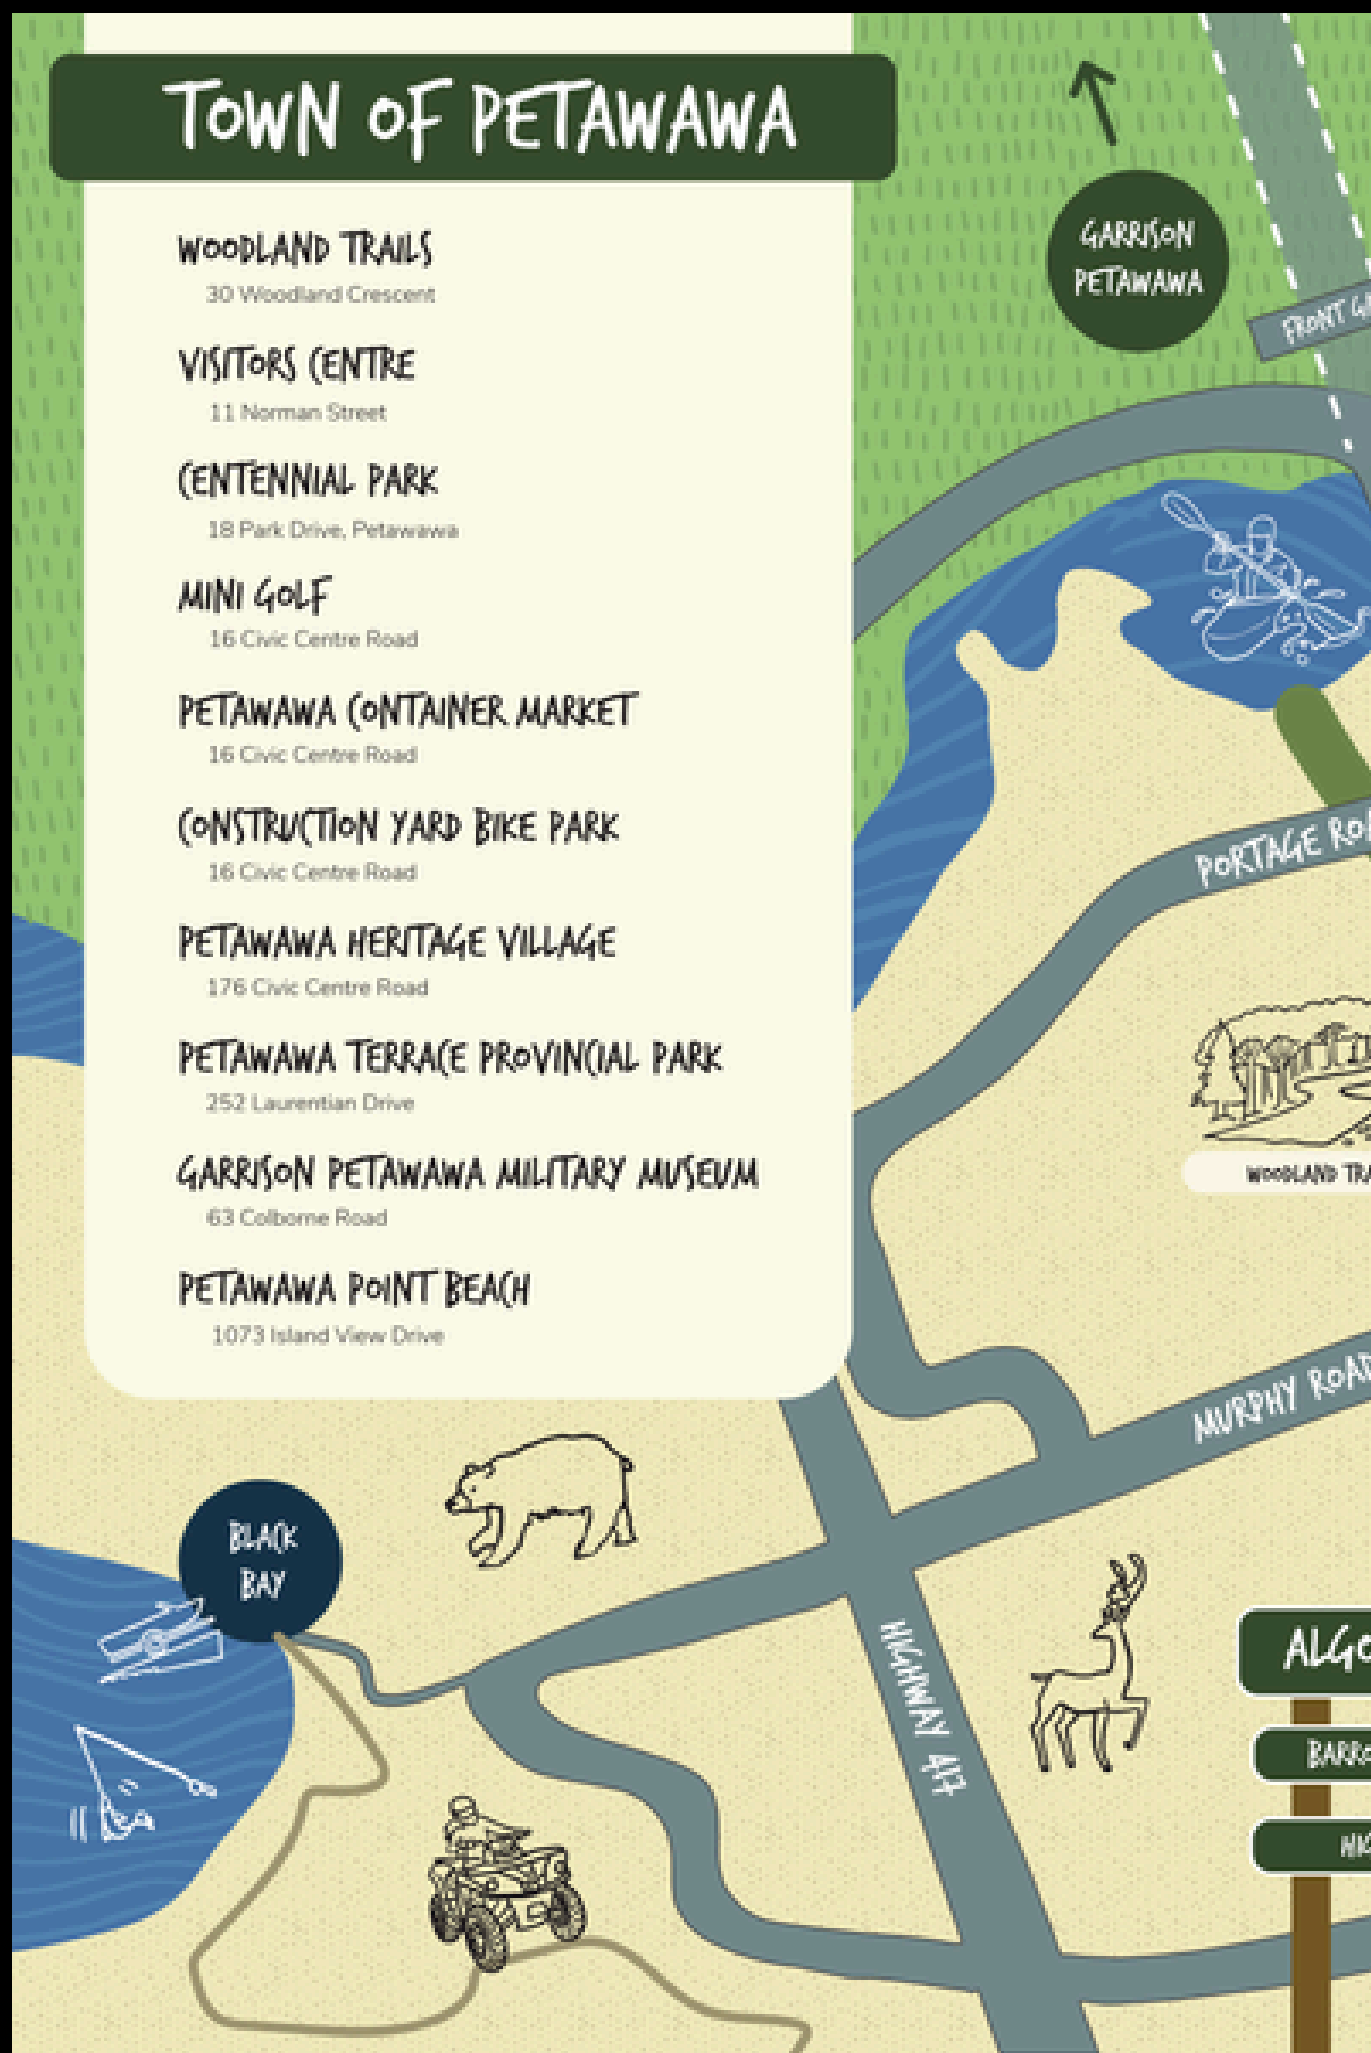 TOWN OF PETAWAWA
WOODLAND TRAILS
30 Woodland Crescent
VISITORS CENTRE
11 Norman Street
CENTENNIAL PARK
18 Park Drive, Petawawa
MINI GOLF
16 Civic Centre Road
PETAWAWA CONTAINER MARKET
16 Civic Centre Road
CONSTRUCTION YARD BIKE PARK
16 Civic Centre Road
PETAWAWA HERITAGE VILLAGE
176 Civic Centre Road
PETAWAWA TERRACE PROVINCIAL PARK
252 Laurentian Drive
GARRISON PETAWAWA MILITARY MUSEUM
63 Colborne Road
PETAWAWA POINT BEACH
1073 Island View Drive
GARRISON
PETAWAWA
FRONT
PORTAGE
WOODLAND
MURPHY ROAD
BLACK
BAY
HIGHWAY 417